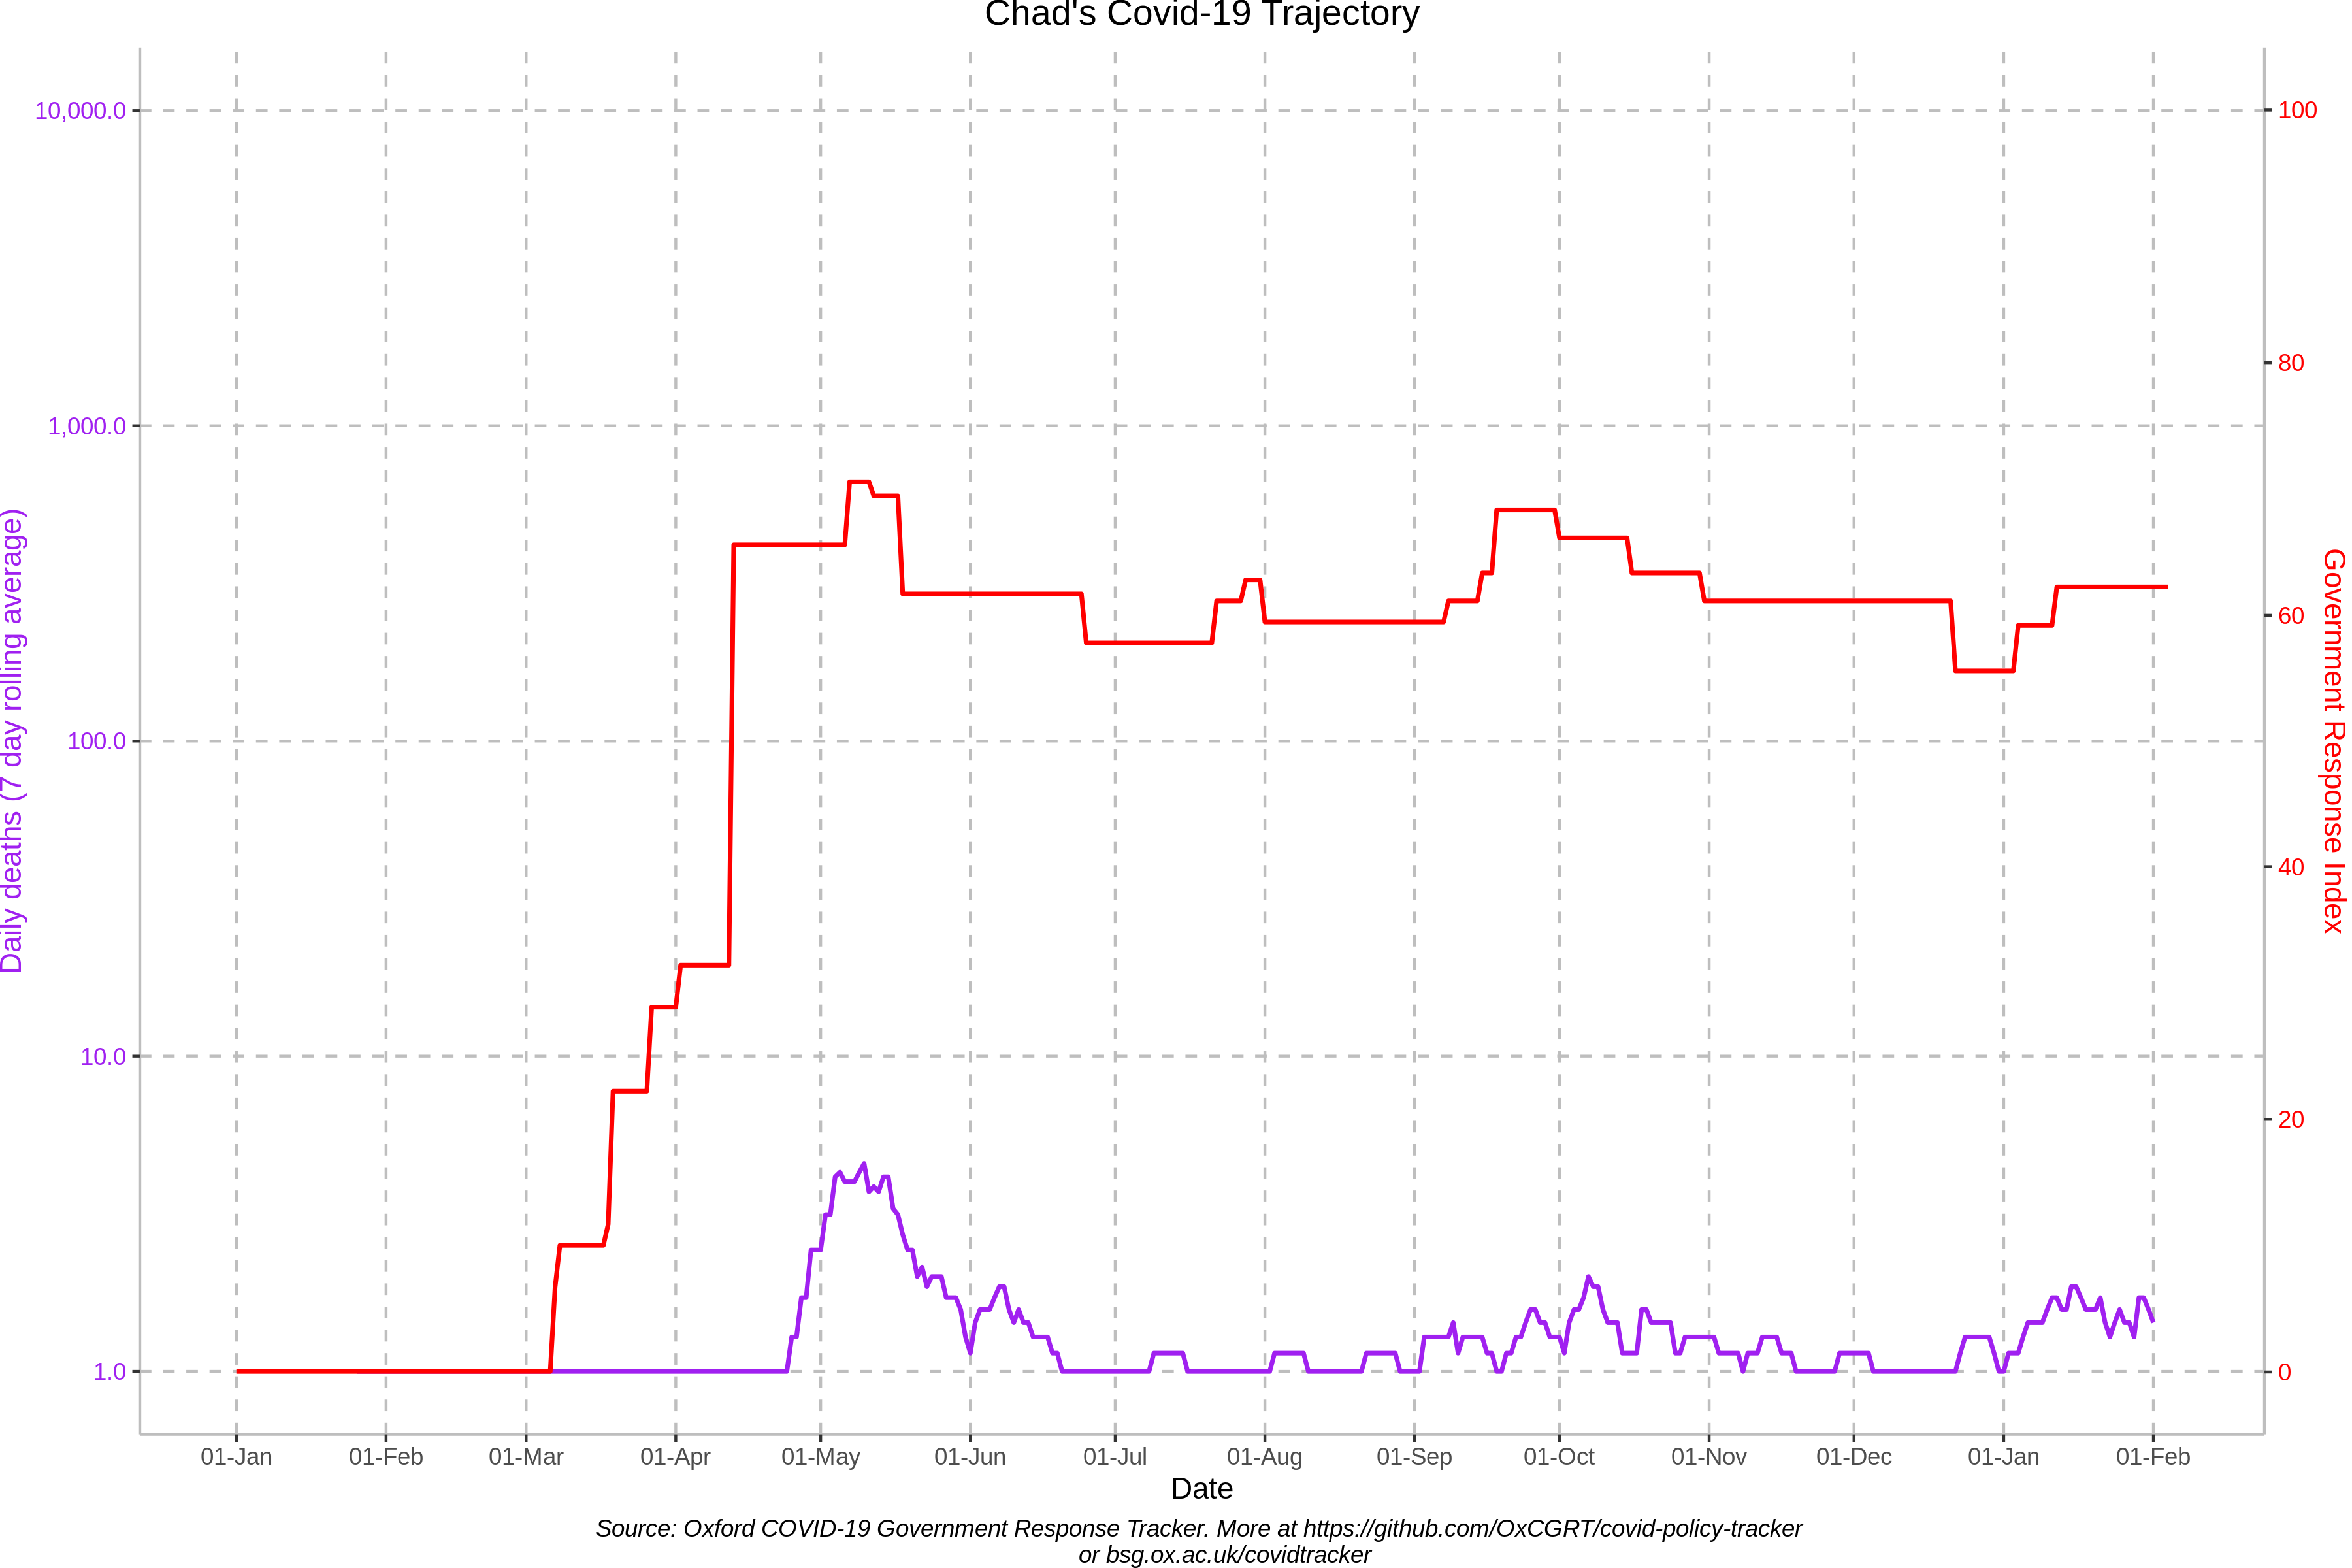 Chad's Covid-19 Trajectory
10,000.0
1,000.0
100.0
10.0
1.0
Daily deaths (7 day rolling average)
100
80
60
40
20
0
Government Response Index
01-Jan 01-Feb 01-Mar 01-Apr 01-May 01-Jun 01-Jul 01-Aug 01-Sep 01-Oct 01-Nov 01-Dec 01-Jan 01-Feb
Date
Source: Oxford COVID-19 Government Response Tracker. More at https://github.com/OxCGRT/covid-policy-tracker
or bsg.ox.ac.uk/covidtracker